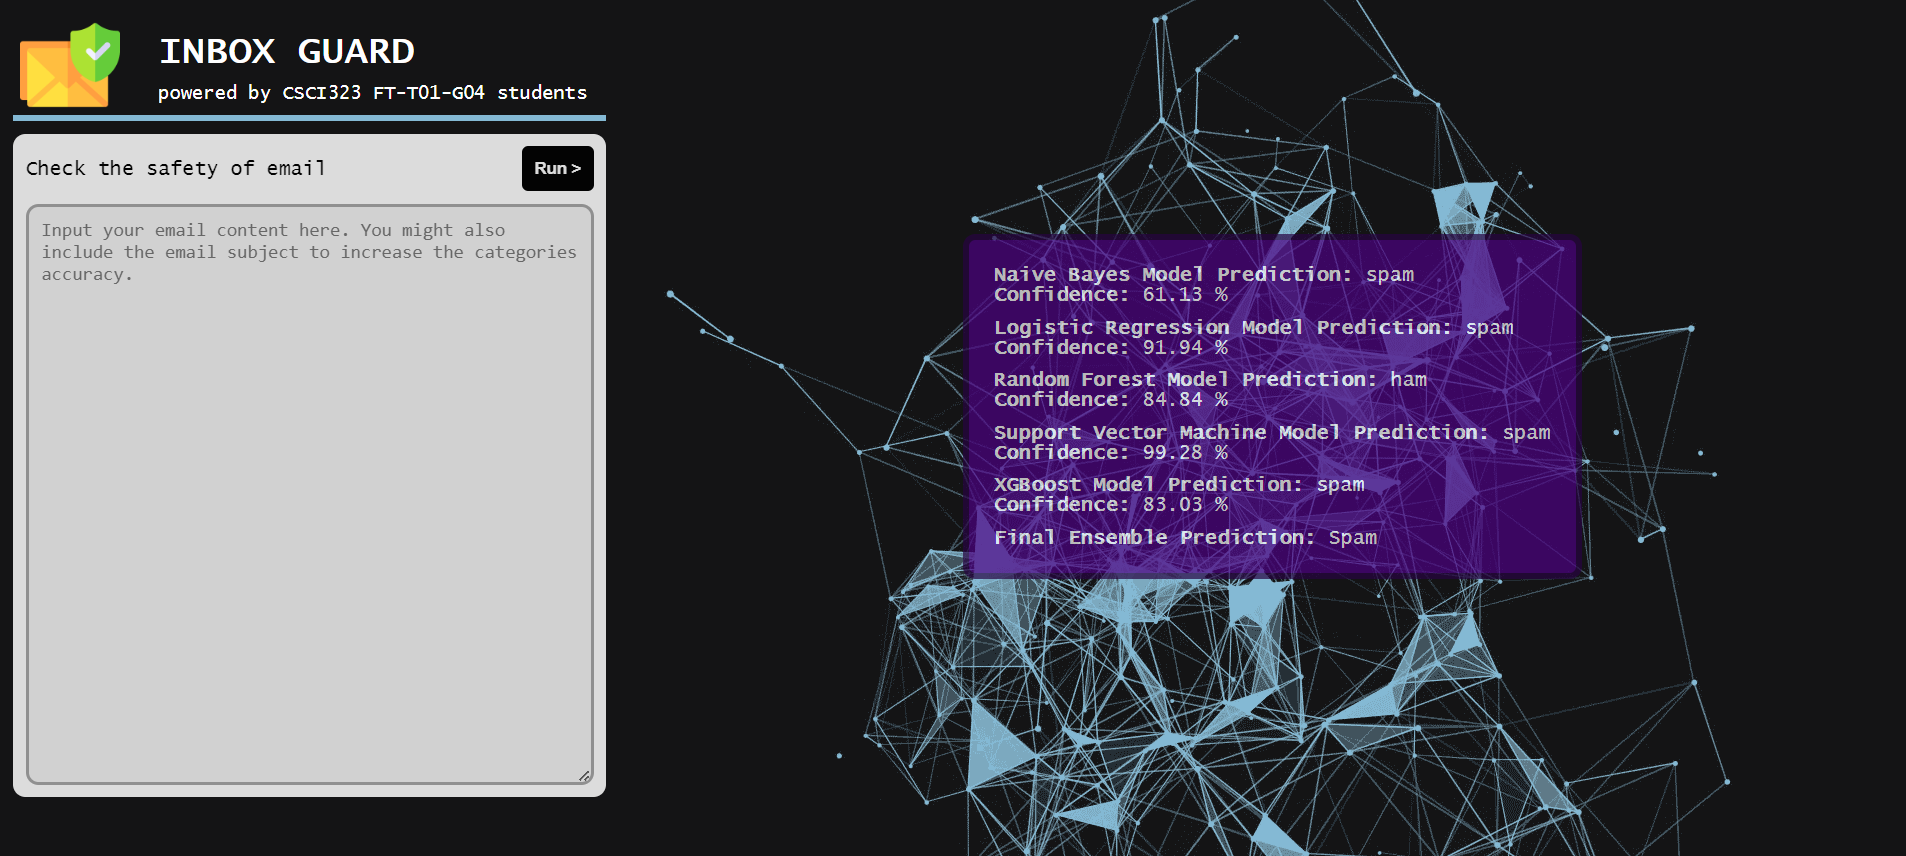 INBOX GUARD
powered by CSCI323 FT-T01-G04 students
Check the safety of email
Run >
Input your email content here. You might also
include the email subject to increase the categories
accuracy.
Naive Bayes Model Prediction: spam
Confidence: 61.13 %
Logistic Regression Model Prediction: spam
Confidence: 91.94 %
Random Forest Model Prediction: ham
Confidence: 84.84 %
Support Vector Machine Model Prediction: spam
Confidence: 99.28 %
XGBoost Model Prediction: spam
Confidence: 83.03 %
Final Ensemble Prediction: Spam